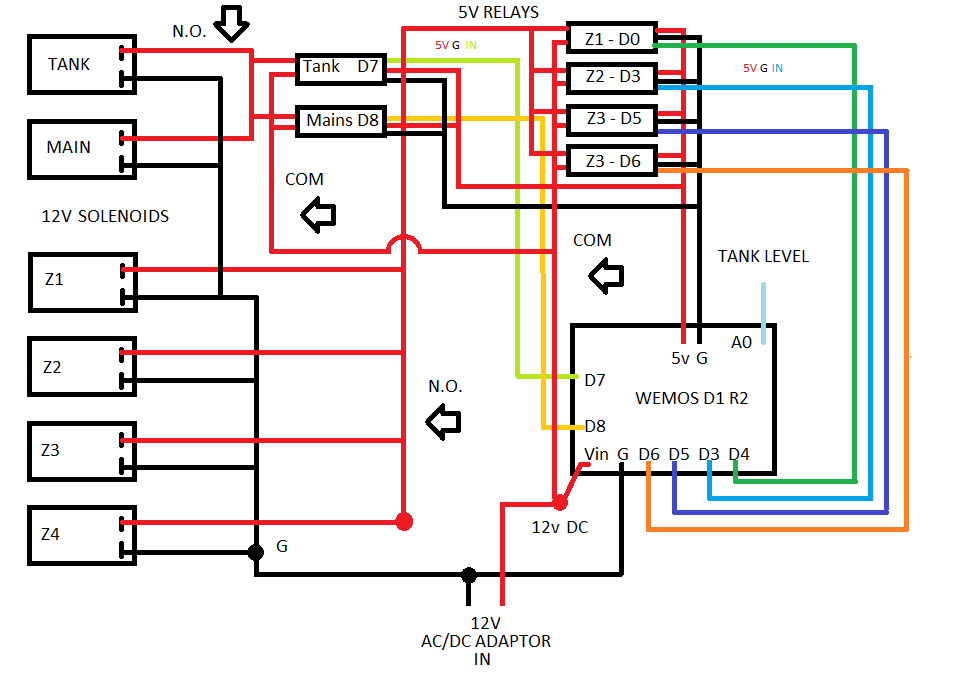 5V RELAYS
N.O.
5V G IN
Z1 - D0
TANK
Tank D7
Z2 - D3
5V G IN
Mains D8
Z3 - D5
MAIN
Z3 - D6
COM
12V SOLENOIDS
COM
TANK LEVEL
Z1
A0
5v G
Z2
D7
N.O.
WEMOS D1 R2
D8
Z3
Vin G D6 D5 D3 D4
12v DC
Z4
G
12V
AC/DC ADAPTOR
IN